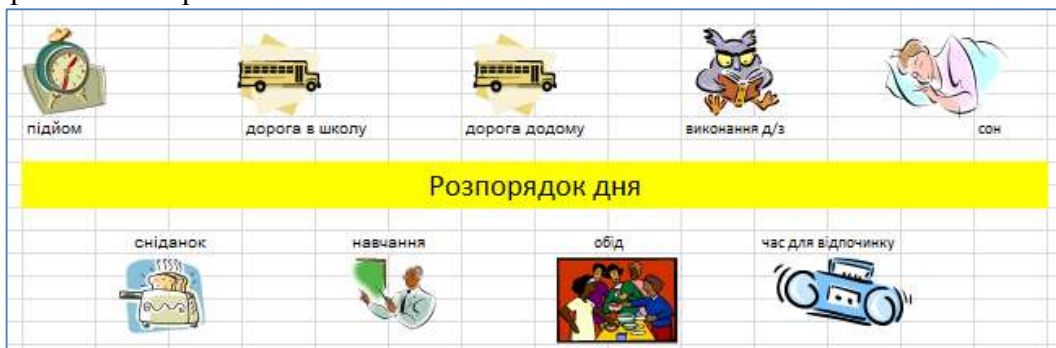 підйом дорога в школу дорога додому виконання д/з сон
Розпорядок дня
сніданок навчання обід час для відпочинку